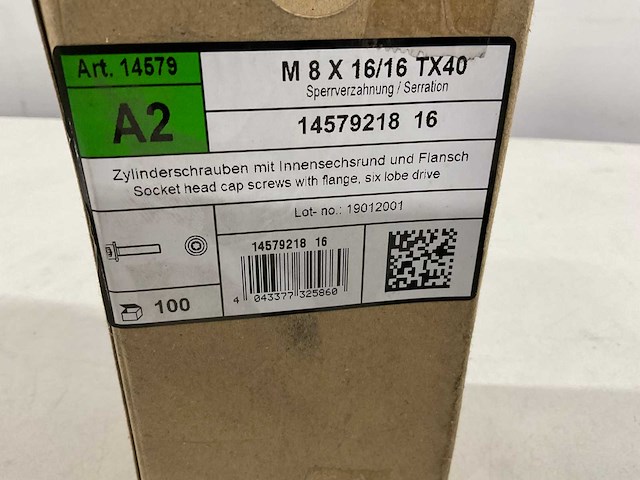 Art. 14579
A2
M 8 X 16/16 TX40
Sperrverzahnung / Serration
14579218 16
Zylinderschrauben mit Innensechsrund und Flansch
Socket head cap screws with flange, six lobe drive
Lot- no.: 19012001
14579218 16
4 043377 325860
100